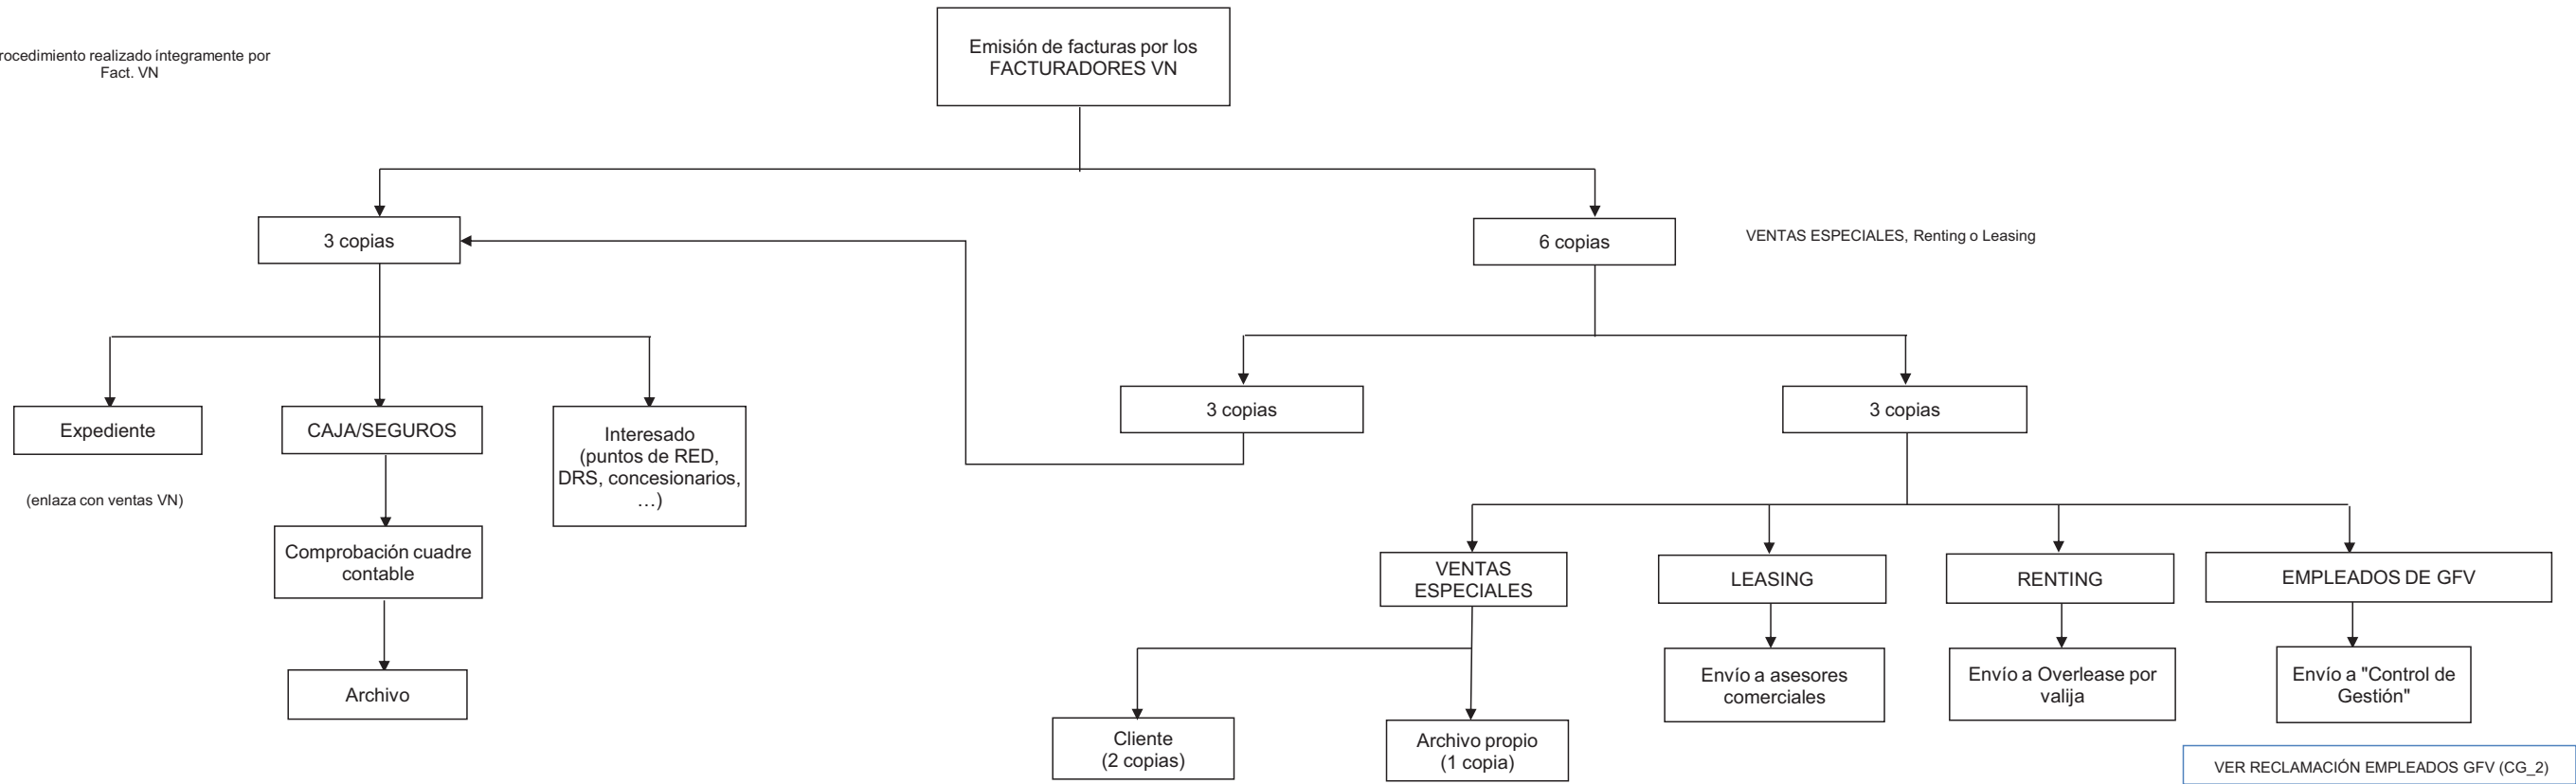 Emisión de facturas por los
FACTURADORES VN
rocedimiento realizado íntegramente por
Fact. VN
3 copias
6 copias
VENTAS ESPECIALES, Renting o Leasing
3 copias
3 copias
Expediente
CAJA/SEGUROS
Interesado
(puntos de RED,
DRS, concesionarios,
…)
(enlaza con ventas VN)
Comprobación cuadre
contable
Archivo
VENTAS
ESPECIALES
LEASING
RENTING
EMPLEADOS DE GFV
Envío a asesores
comerciales
Envío a Overlease por
valija
Envío a "Control de
Gestión"
Cliente
(2 copias)
Archivo propio
(1 copia)
VER RECLAMACIÓN EMPLEADOS GFV (CG_2)